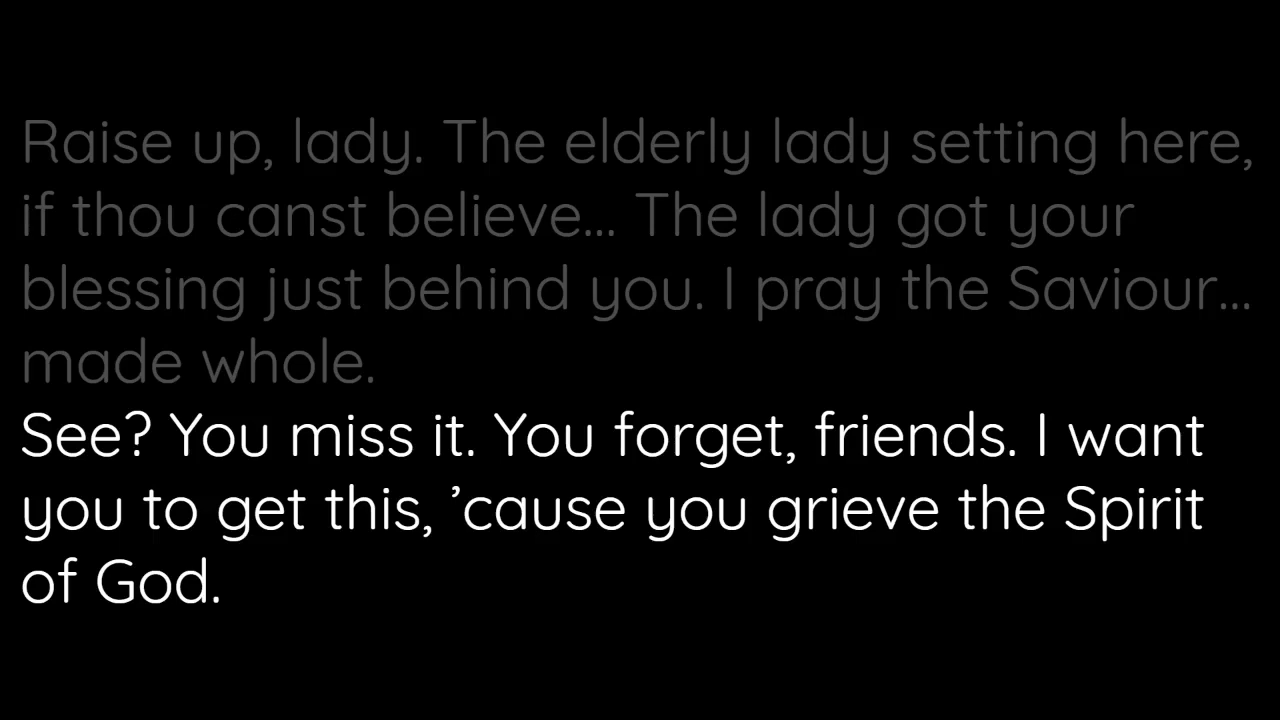 Raise up, lady. The elderly lady setting here,
if thou canst believe... The lady got your
blessing just behind you. I pray the Saviour...
made whole.
See? You miss it. You forget, friends. I want
you to get this, ’cause you grieve the Spirit
of God.